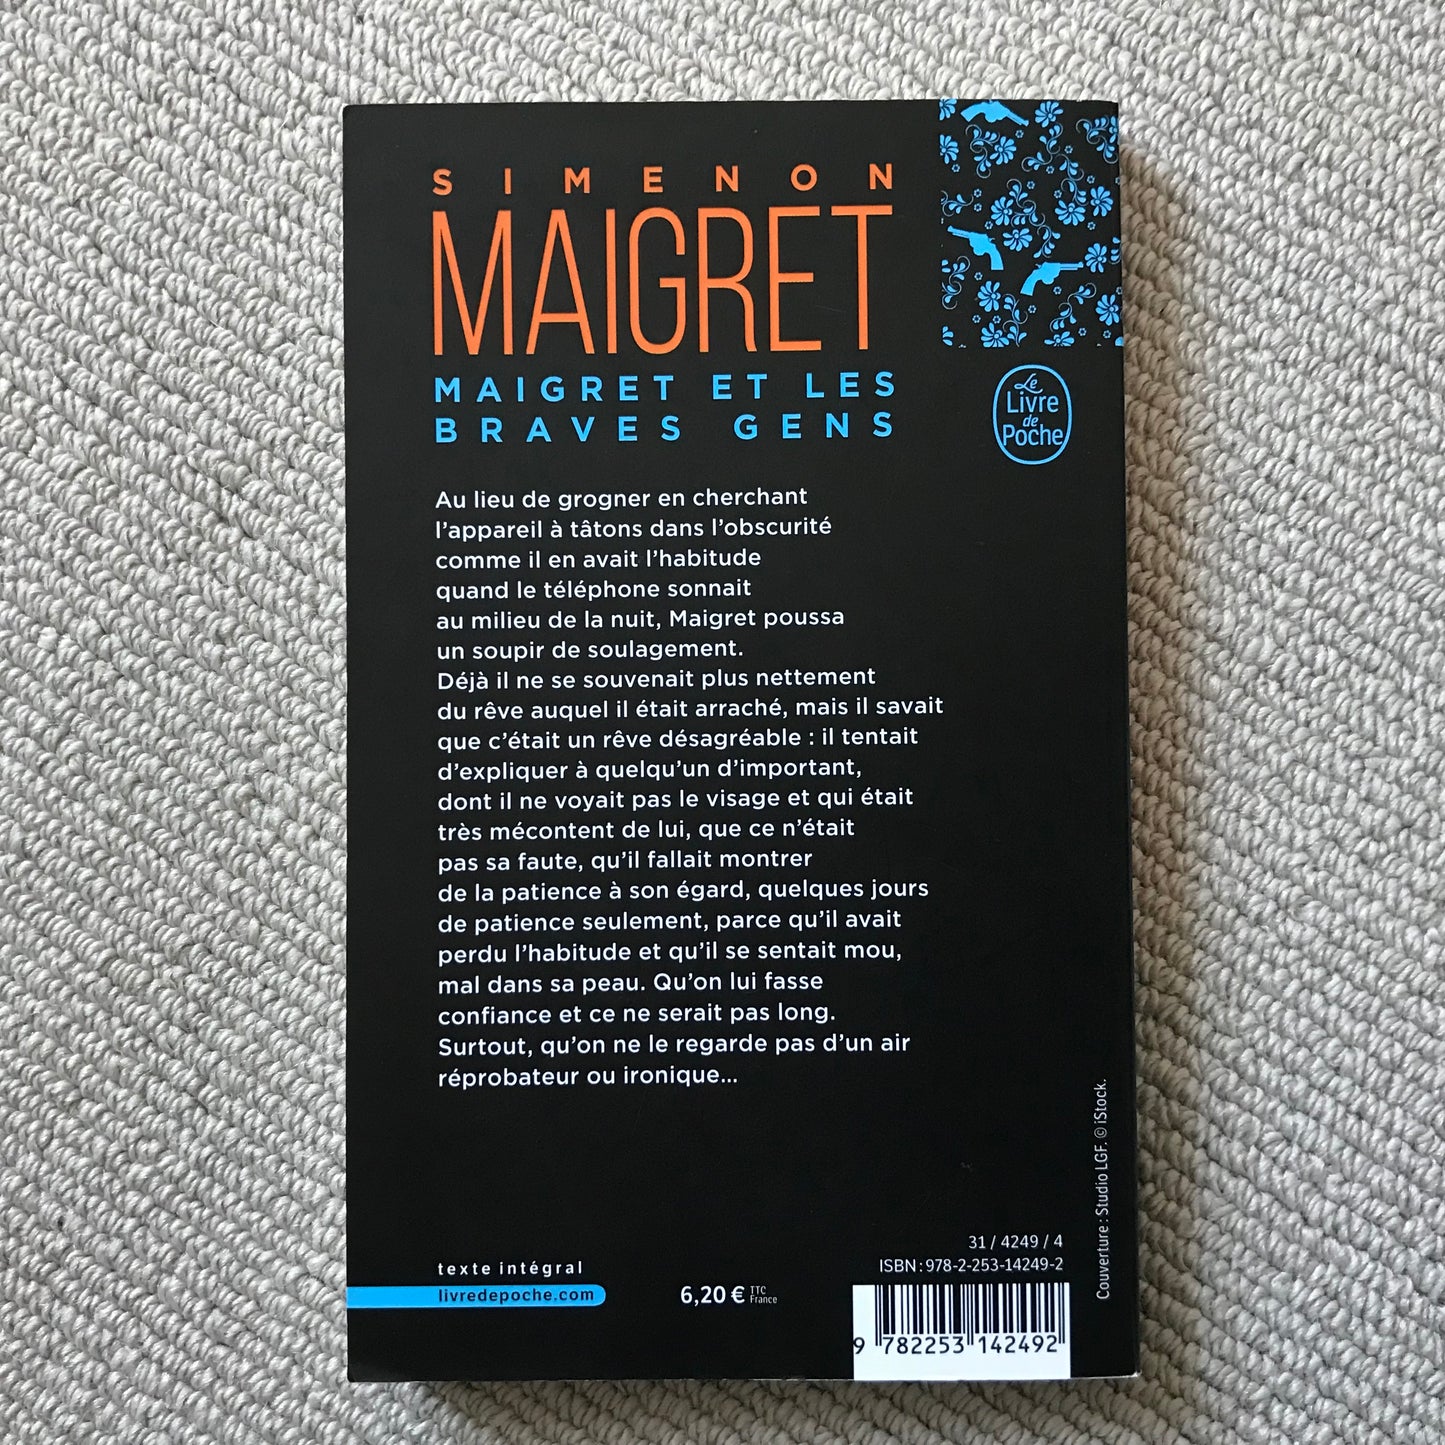 SIMENON
MAIGRET
MAIGRET ET LES
BRAVES GENS
Le
Livre
de
Poche
Au lieu de grogner en cherchant
l'appareil à tâtons dans l'obscurité
comme il en avait l'habitude
quand le téléphone sonnait
au milieu de la nuit, Maigret poussa
un soupir de soulagement.
Déjà il ne se souvenait plus nettement
du rêve auquel il était arraché, mais il savait
que c'était un rêve désagréable : il tentait
d'expliquer à quelqu'un d'important,
dont il ne voyait pas le visage et qui était
très mécontent de lui, que ce n'était
pas sa faute, qu'il fallait montrer
de la patience à son égard, quelques jours
de patience seulement, parce qu'il avait
perdu l'habitude et qu'il se sentait mou,
mal dans sa peau. Qu'on lui fasse
confiance et ce ne serait pas long.
Surtout, qu'on ne le regarde pas d'un air
réprobateur ou ironique...
Couverture : Studio LGF. © iStock.
texte intégral
livredepoche.com
6,20 € TTC
France
31 / 4249 / 4
ISBN : 978-2-253-14249-2
9 782253 142492